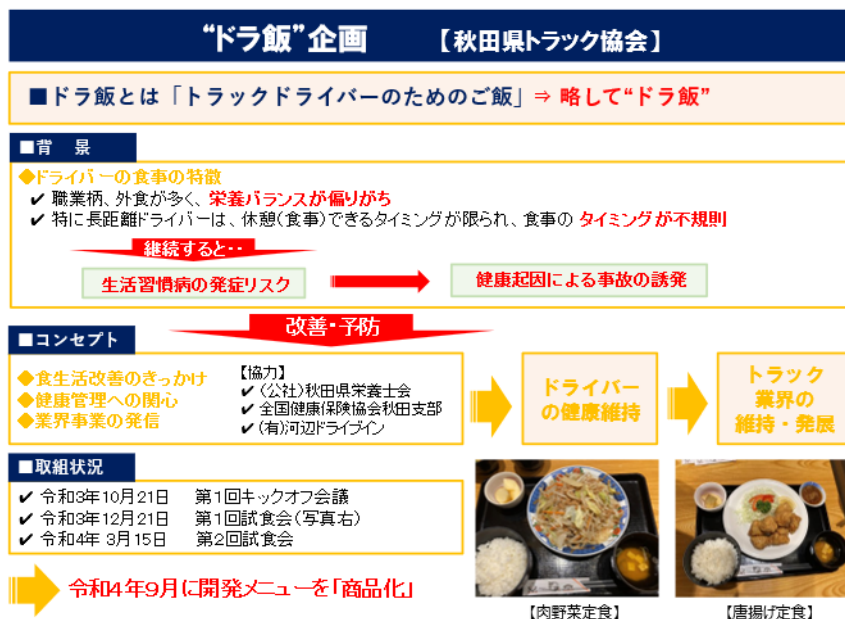 “ドラ飯”企画 【秋田県トラック協会】
■ドラ飯とは「トラックドライバーのためのご飯」⇒ 略して“ドラ飯”
■背 景
◆ドライバーの食事の特徴
✔ 職業柄、外食が多く、栄養バランスが偏りがち
✔ 特に長距離ドライバーは、休憩(食事)できるタイミングが限られ、食事の タイミングが不規則
継続すると‥
生活習慣病の発症リスク
健康起因による事故の誘発
改善・予防
■コンセプト
◆食生活改善のきっかけ
◆健康管理への関心
◆業界事業の発信
【協力】
✔ (公社)秋田県栄養士会
✔ 全国健康保険協会秋田支部
✔ (有)河辺ドライブイン
ドライバー
の健康維持
トラック
業界の
維持・発展
■取組状況
✔ 令和3年10月21日 第1回キックオフ会議
✔ 令和3年12月21日 第1回試食会(写真右)
✔ 令和4年 3月15日 第2回試食会
令和4年9月に開発メニューを「商品化」
【肉野菜定食】
【唐揚げ定食】